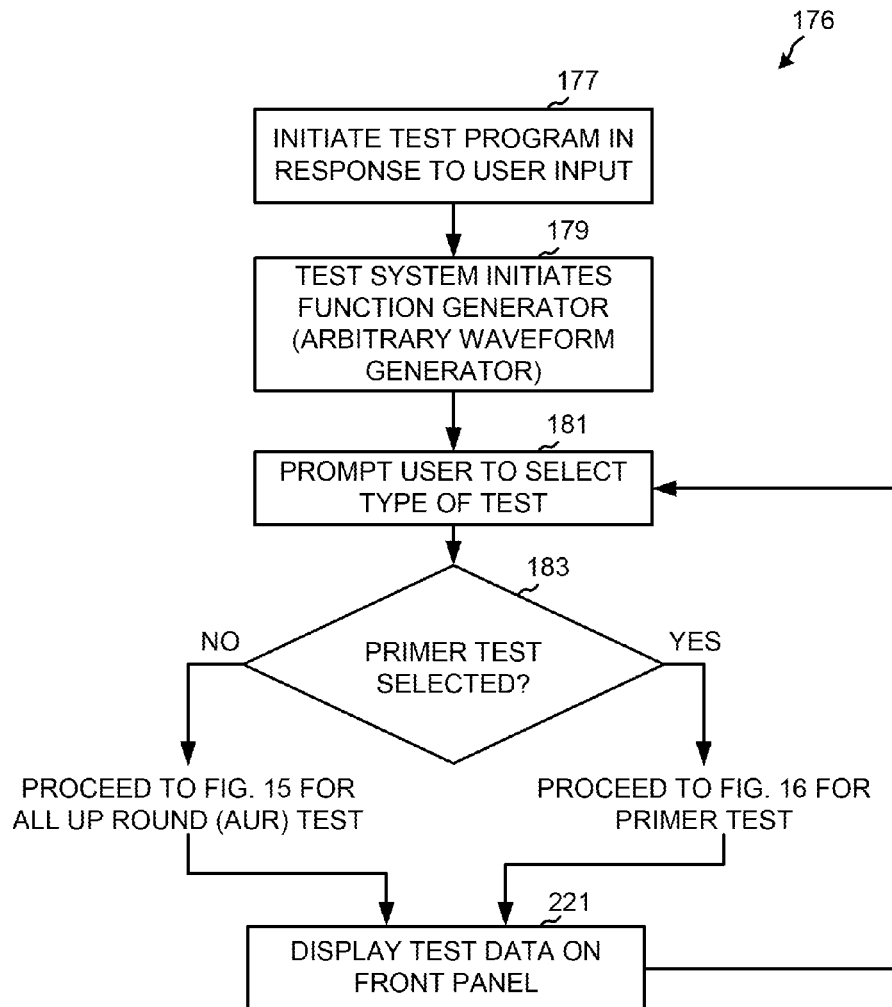 176
177
INITIATE TEST PROGRAM IN
RESPONSE TO USER INPUT
179
TEST SYSTEM INITIATES
FUNCTION GENERATOR
(ARBITRARY WAVEFORM
GENERATOR)
181
PROMPT USER TO SELECT
TYPE OF TEST
183
NO
YES
PRIMER TEST
SELECTED?
PROCEED TO FIG. 15 FOR
ALL UP ROUND (AUR) TEST
PROCEED TO FIG. 16 FOR
PRIMER TEST
221
DISPLAY TEST DATA ON
FRONT PANEL